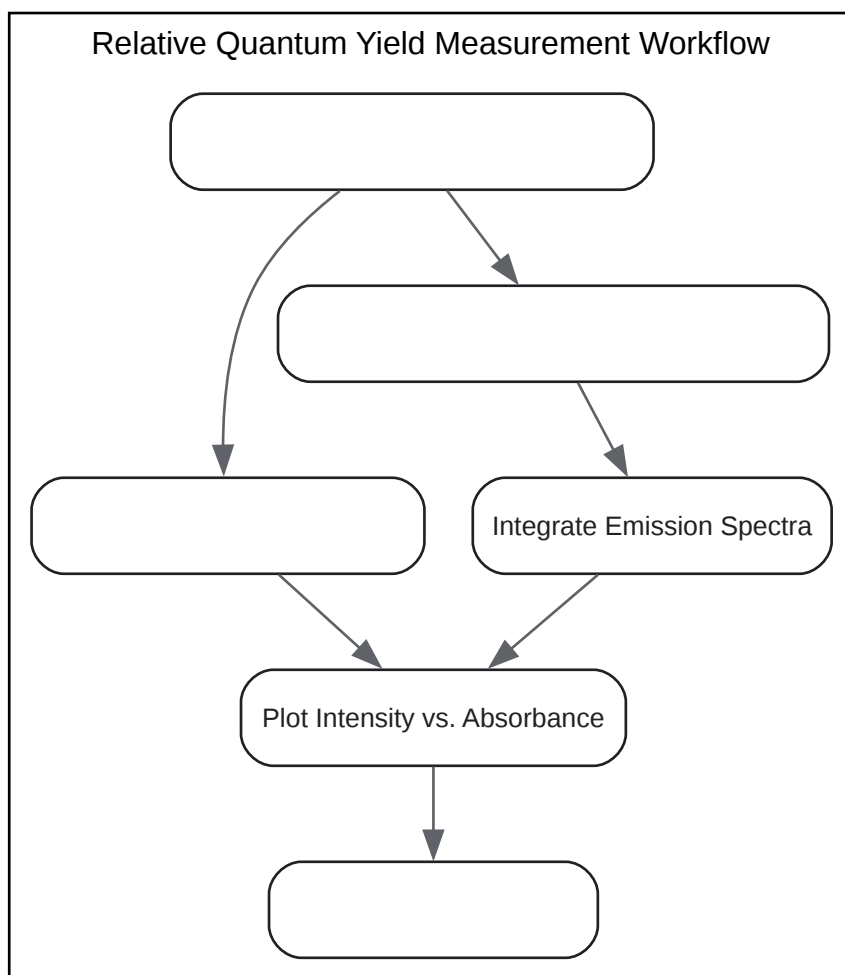 Relative Quantum Yield Measurement Workflow
Integrate Emission Spectra
Plot Intensity vs. Absorbance